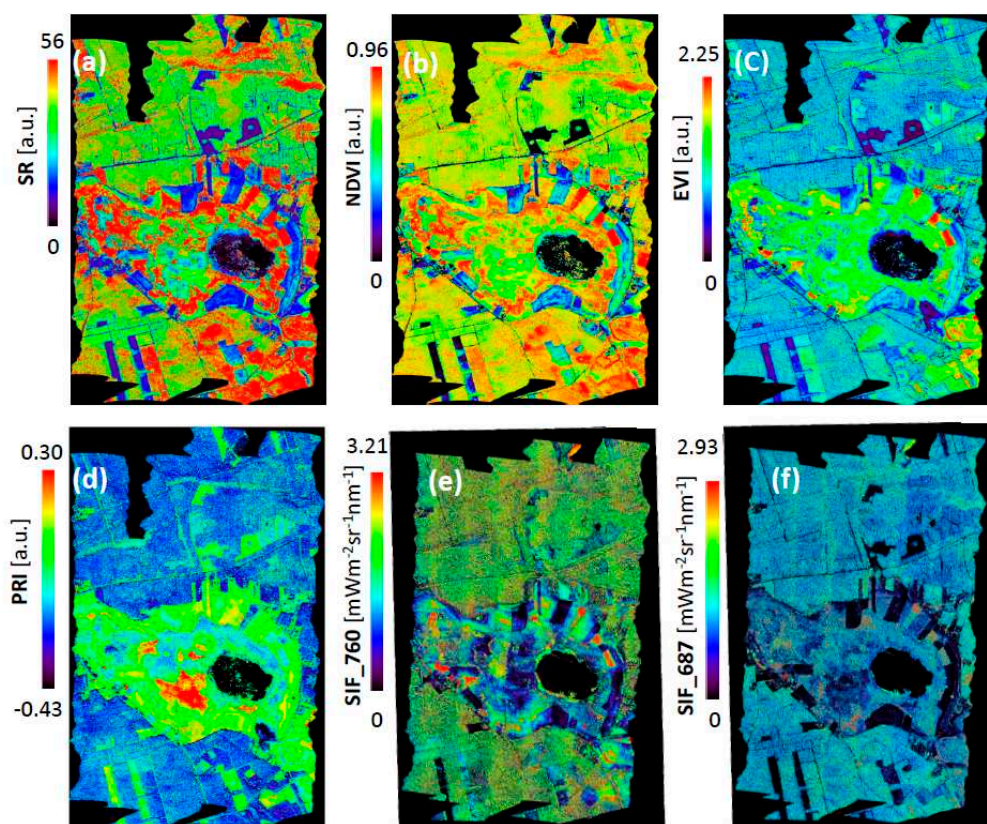 56
(a)
SR [a.u.]
0
0.96
(b)
NDVI [a.u.]
0
2.25
(C)
EVI [a.u.]
0
0.30
(d)
PRI [a.u.]
-0.43
3.21
(e)
SIF_760 [mWm⁻²sr⁻¹nm⁻¹]
0
2.93
(f)
SIF_687 [mWm⁻²sr⁻¹nm⁻¹]
0